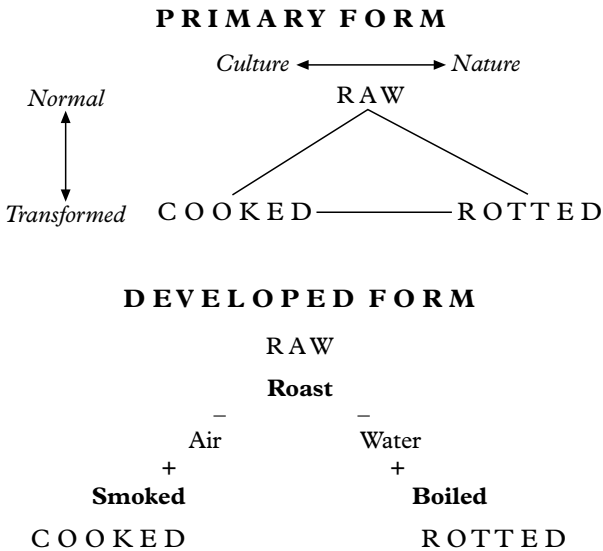 PRIMARY FORM
Culture Nature
Normal
RAW
Transformed COOKED ROTTED
DEVELOPED FORM
RAW
Roast
– –
Air Water
+ +
Smoked Boiled
COOKED ROTTED